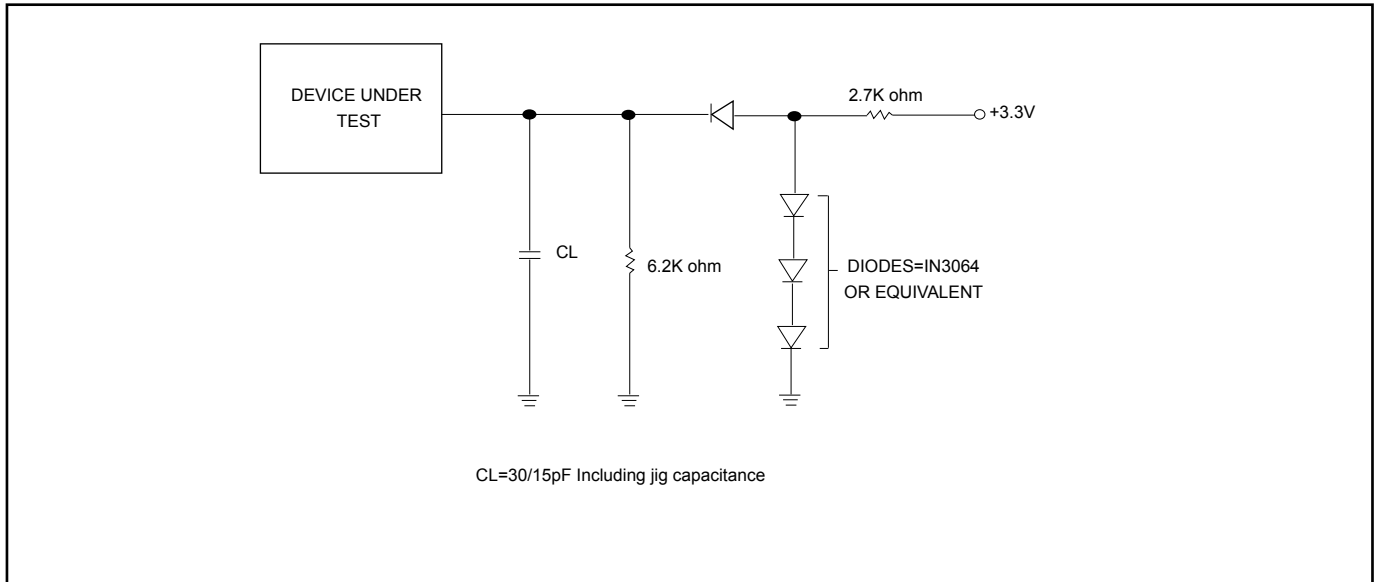 DEVICE UNDER
TEST
2.7K ohm
+3.3V
CL
6.2K ohm
DIODES=IN3064
OR EQUIVALENT
CL=30/15pF Including jig capacitance